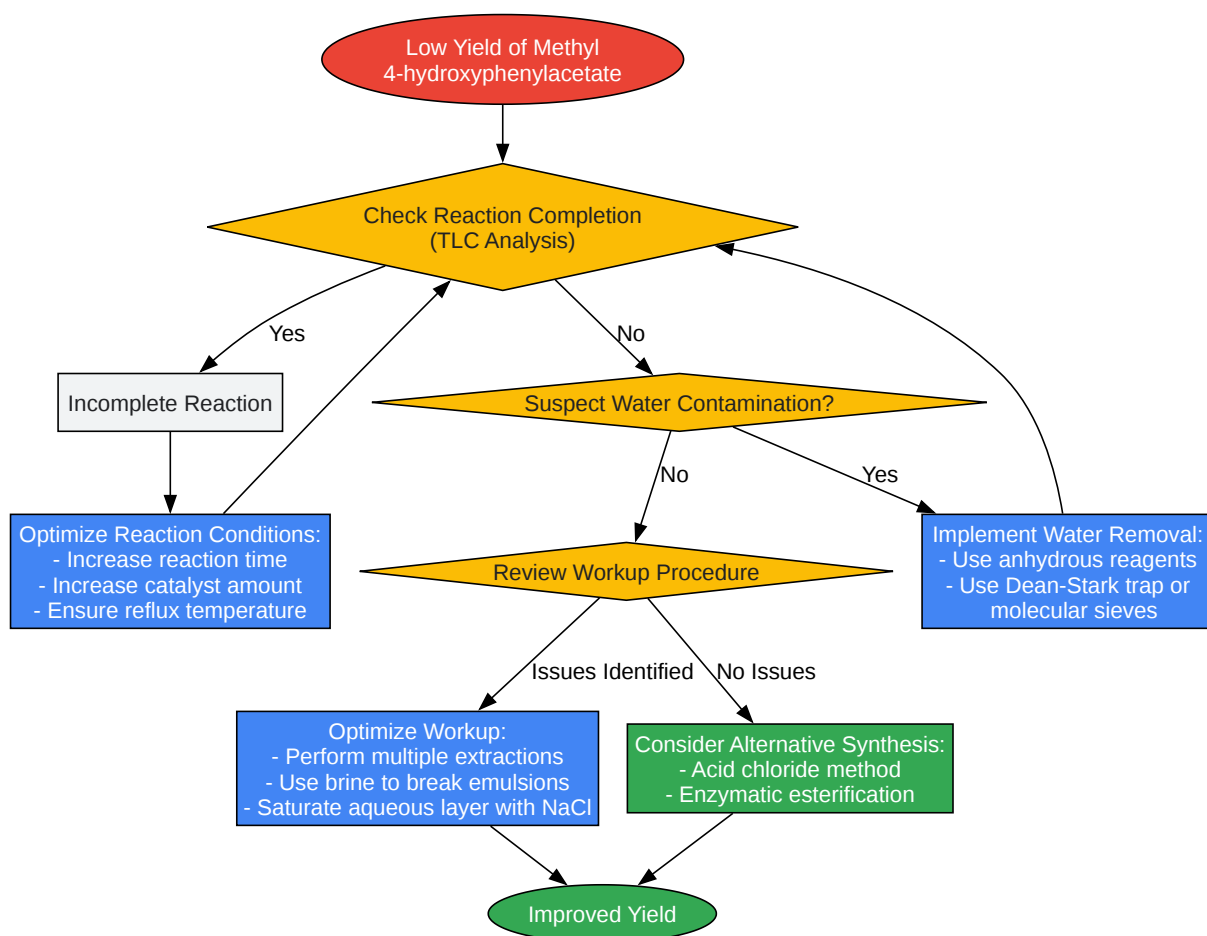 Low Yield of Methyl
4-hydroxyphenylacetate
Check Reaction Completion
(TLC Analysis)
Yes
No
Incomplete Reaction
Suspect Water Contamination?
No
Yes
Optimize Reaction Conditions:
- Increase reaction time
- Increase catalyst amount
- Ensure reflux temperature
Implement Water Removal:
- Use anhydrous reagents
- Use Dean-Stark trap or
molecular sieves
Review Workup Procedure
Issues Identified
No Issues
Optimize Workup:
- Perform multiple extractions
- Use brine to break emulsions
- Saturate aqueous layer with NaCl
Consider Alternative Synthesis:
- Acid chloride method
- Enzymatic esterification
Improved Yield